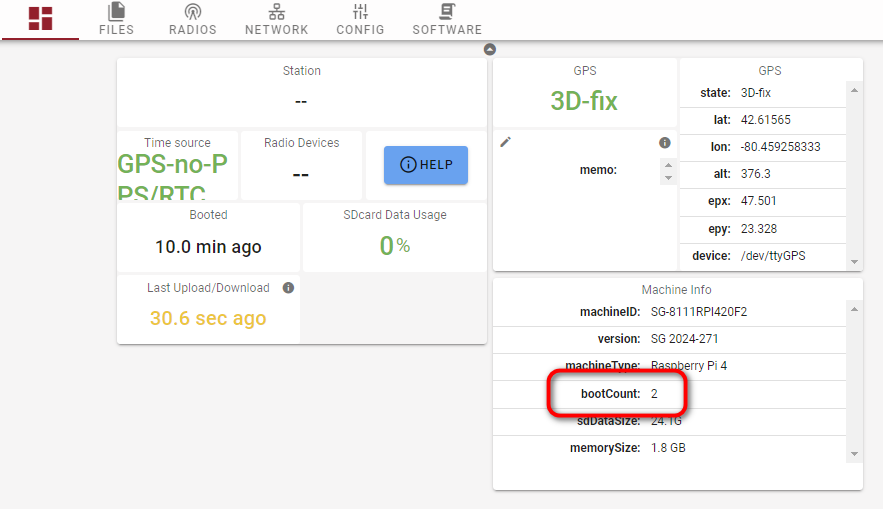 FILES RADIOS NETWORK CONFIG SOFTWARE
Station
--
Time source
GPS-no-P
PS/RTC
Radio Devices
--
HELP
Booted
10.0 min ago
SDcard Data Usage
0%
Last Upload/Download
30.6 sec ago
GPS
3D-fix
memo:
GPS
state: 3D-fix
lat: 42.61565
lon: -80.459258333
alt: 376.3
epx: 47.501
epy: 23.328
device: /dev/ttyGPS
Machine Info
machineID: SG-8111RPI420F2
version: SG 2024-271
machineType: Raspberry Pi 4
bootCount: 2
sdDataSize: 24.1G
memorySize: 1.8 GB